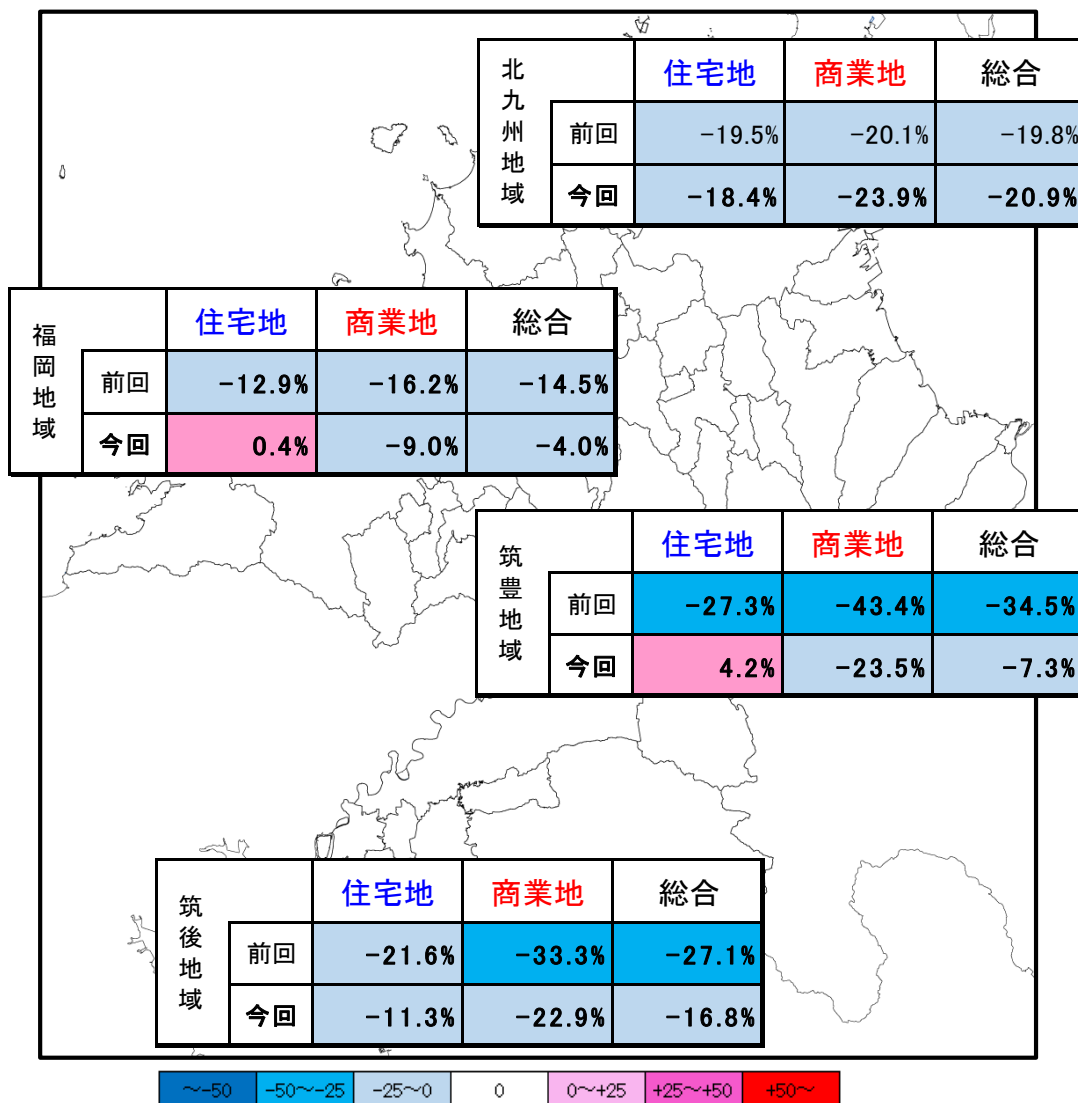 北九州地域
住宅地 商業地 総合
前回 -19.5% -20.1% -19.8%
今回 -18.4% -23.9% -20.9%
福岡地域
住宅地 商業地 総合
前回 -12.9% -16.2% -14.5%
今回 0.4% -9.0% -4.0%
筑豊地域
住宅地 商業地 総合
前回 -27.3% -43.4% -34.5%
今回 4.2% -23.5% -7.3%
筑後地域
住宅地 商業地 総合
前回 -21.6% -33.3% -27.1%
今回 -11.3% -22.9% -16.8%
～-50 -50～-25 -25～0 0 0～+25 +25～+50 +50～